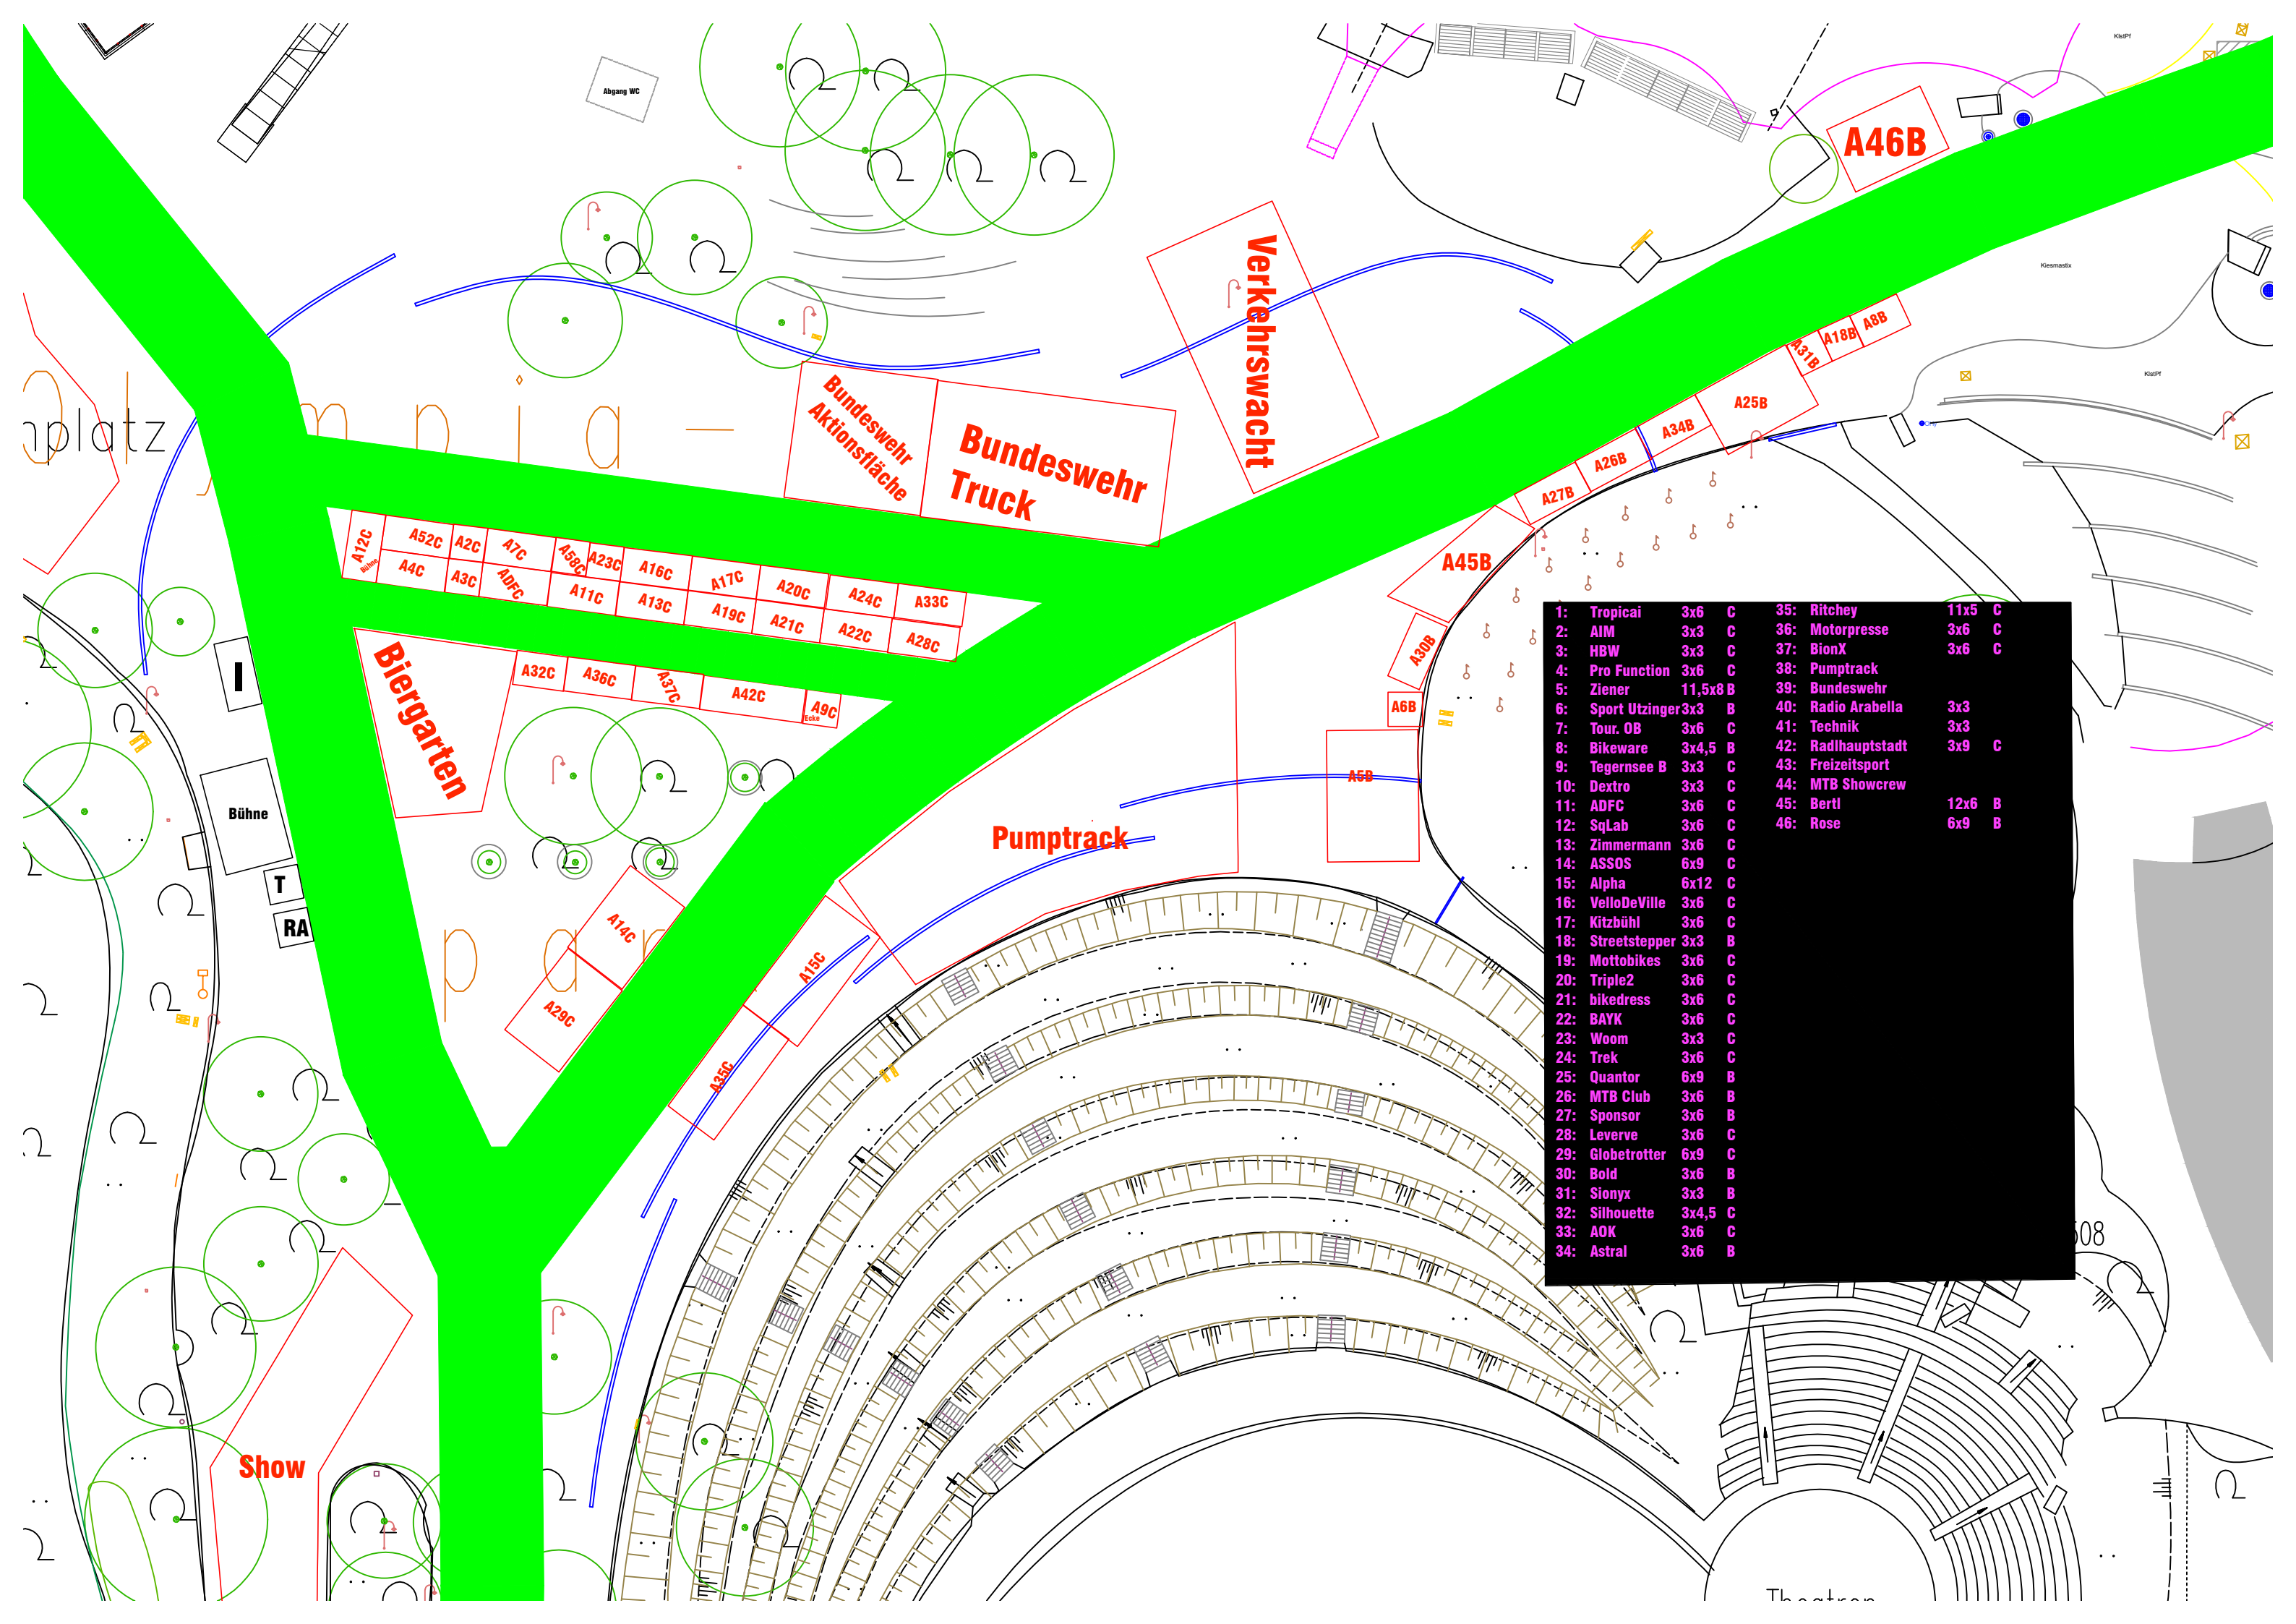 KlstPf
Abgang WC
A46B
Kiesmastix
Verkehrswacht
A8B
A18B
A31B
KlstPf
nplatz
O l y m p i a -
Bundeswehr
Aktionsfläche
Bundeswehr
Truck
A25B
A34B
A26B
A27B
A45B
A30B
A6B
A5B
A12C
Bühne
A52C
A2C
A7C
A58C
A23C
A16C
A17C
A20C
A24C
A33C
A4C
A3C
ADFC
A11C
A13C
A19C
A21C
A22C
A28C
I
Biergarten
A32C
A36C
A37C
A42C
A9C
Ecke
Bühne
T
RA
Pumptrack
p a r
A14C
A29C
A15C
A35C
Show
1: Tropicai 3x6 C
2: AIM 3x3 C
3: HBW 3x3 C
4: Pro Function 3x6 C
5: Ziener 11,5x8 B
6: Sport Utzinger 3x3 B
7: Tour. OB 3x6 C
8: Bikeware 3x4,5 B
9: Tegernsee B 3x3 C
10: Dextro 3x3 C
11: ADFC 3x6 C
12: SqLab 3x6 C
13: Zimmermann 3x6 C
14: ASSOS 6x9 C
15: Alpha 6x12 C
16: VelloDeVille 3x6 C
17: Kitzbühl 3x6 C
18: Streetstepper 3x3 B
19: Mottobikes 3x6 C
20: Triple2 3x6 C
21: bikedress 3x6 C
22: BAYK 3x6 C
23: Woom 3x3 C
24: Trek 3x6 C
25: Quantor 6x9 B
26: MTB Club 3x6 B
27: Sponsor 3x6 B
28: Leverve 3x6 C
29: Globetrotter 6x9 C
30: Bold 3x6 B
31: Sionyx 3x3 B
32: Silhouette 3x4,5 C
33: AOK 3x6 C
34: Astral 3x6 B
35: Ritchey 11x5 C
36: Motorpresse 3x6 C
37: BionX 3x6 C
38: Pumptrack
39: Bundeswehr
40: Radio Arabella 3x3
41: Technik 3x3
42: Radlhauptstadt 3x9 C
43: Freizeitsport
44: MTB Showcrew
45: Bertl 12x6 B
46: Rose 6x9 B
508
Theatron